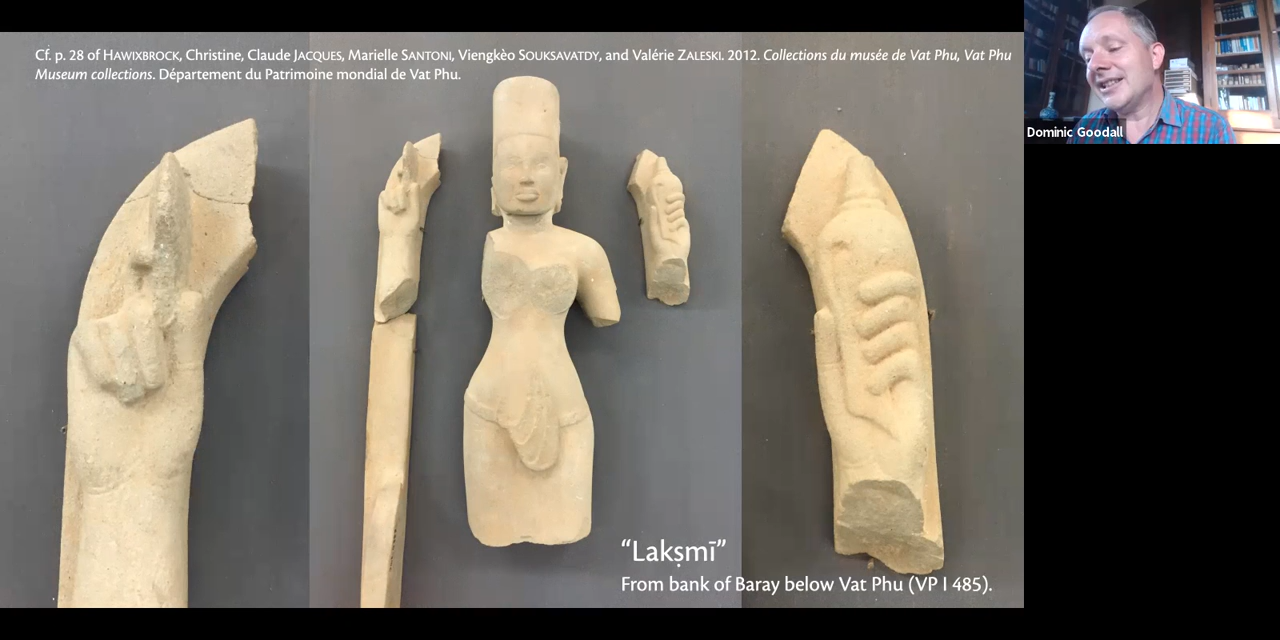 Cf. p. 28 of HAWIXBROCK, Christine, Claude JACQUES, Marielle SANTONI, Viengkèo SOUKSAVATDY, and Valérie ZALESKI. 2012. Collections du musée de Vat Phu, Vat Phu
Museum collections. Département du Patrimoine mondial de Vat Phu.
Dominic Goodall
“Lakṣmī”
From bank of Baray below Vat Phu (VP I 485).